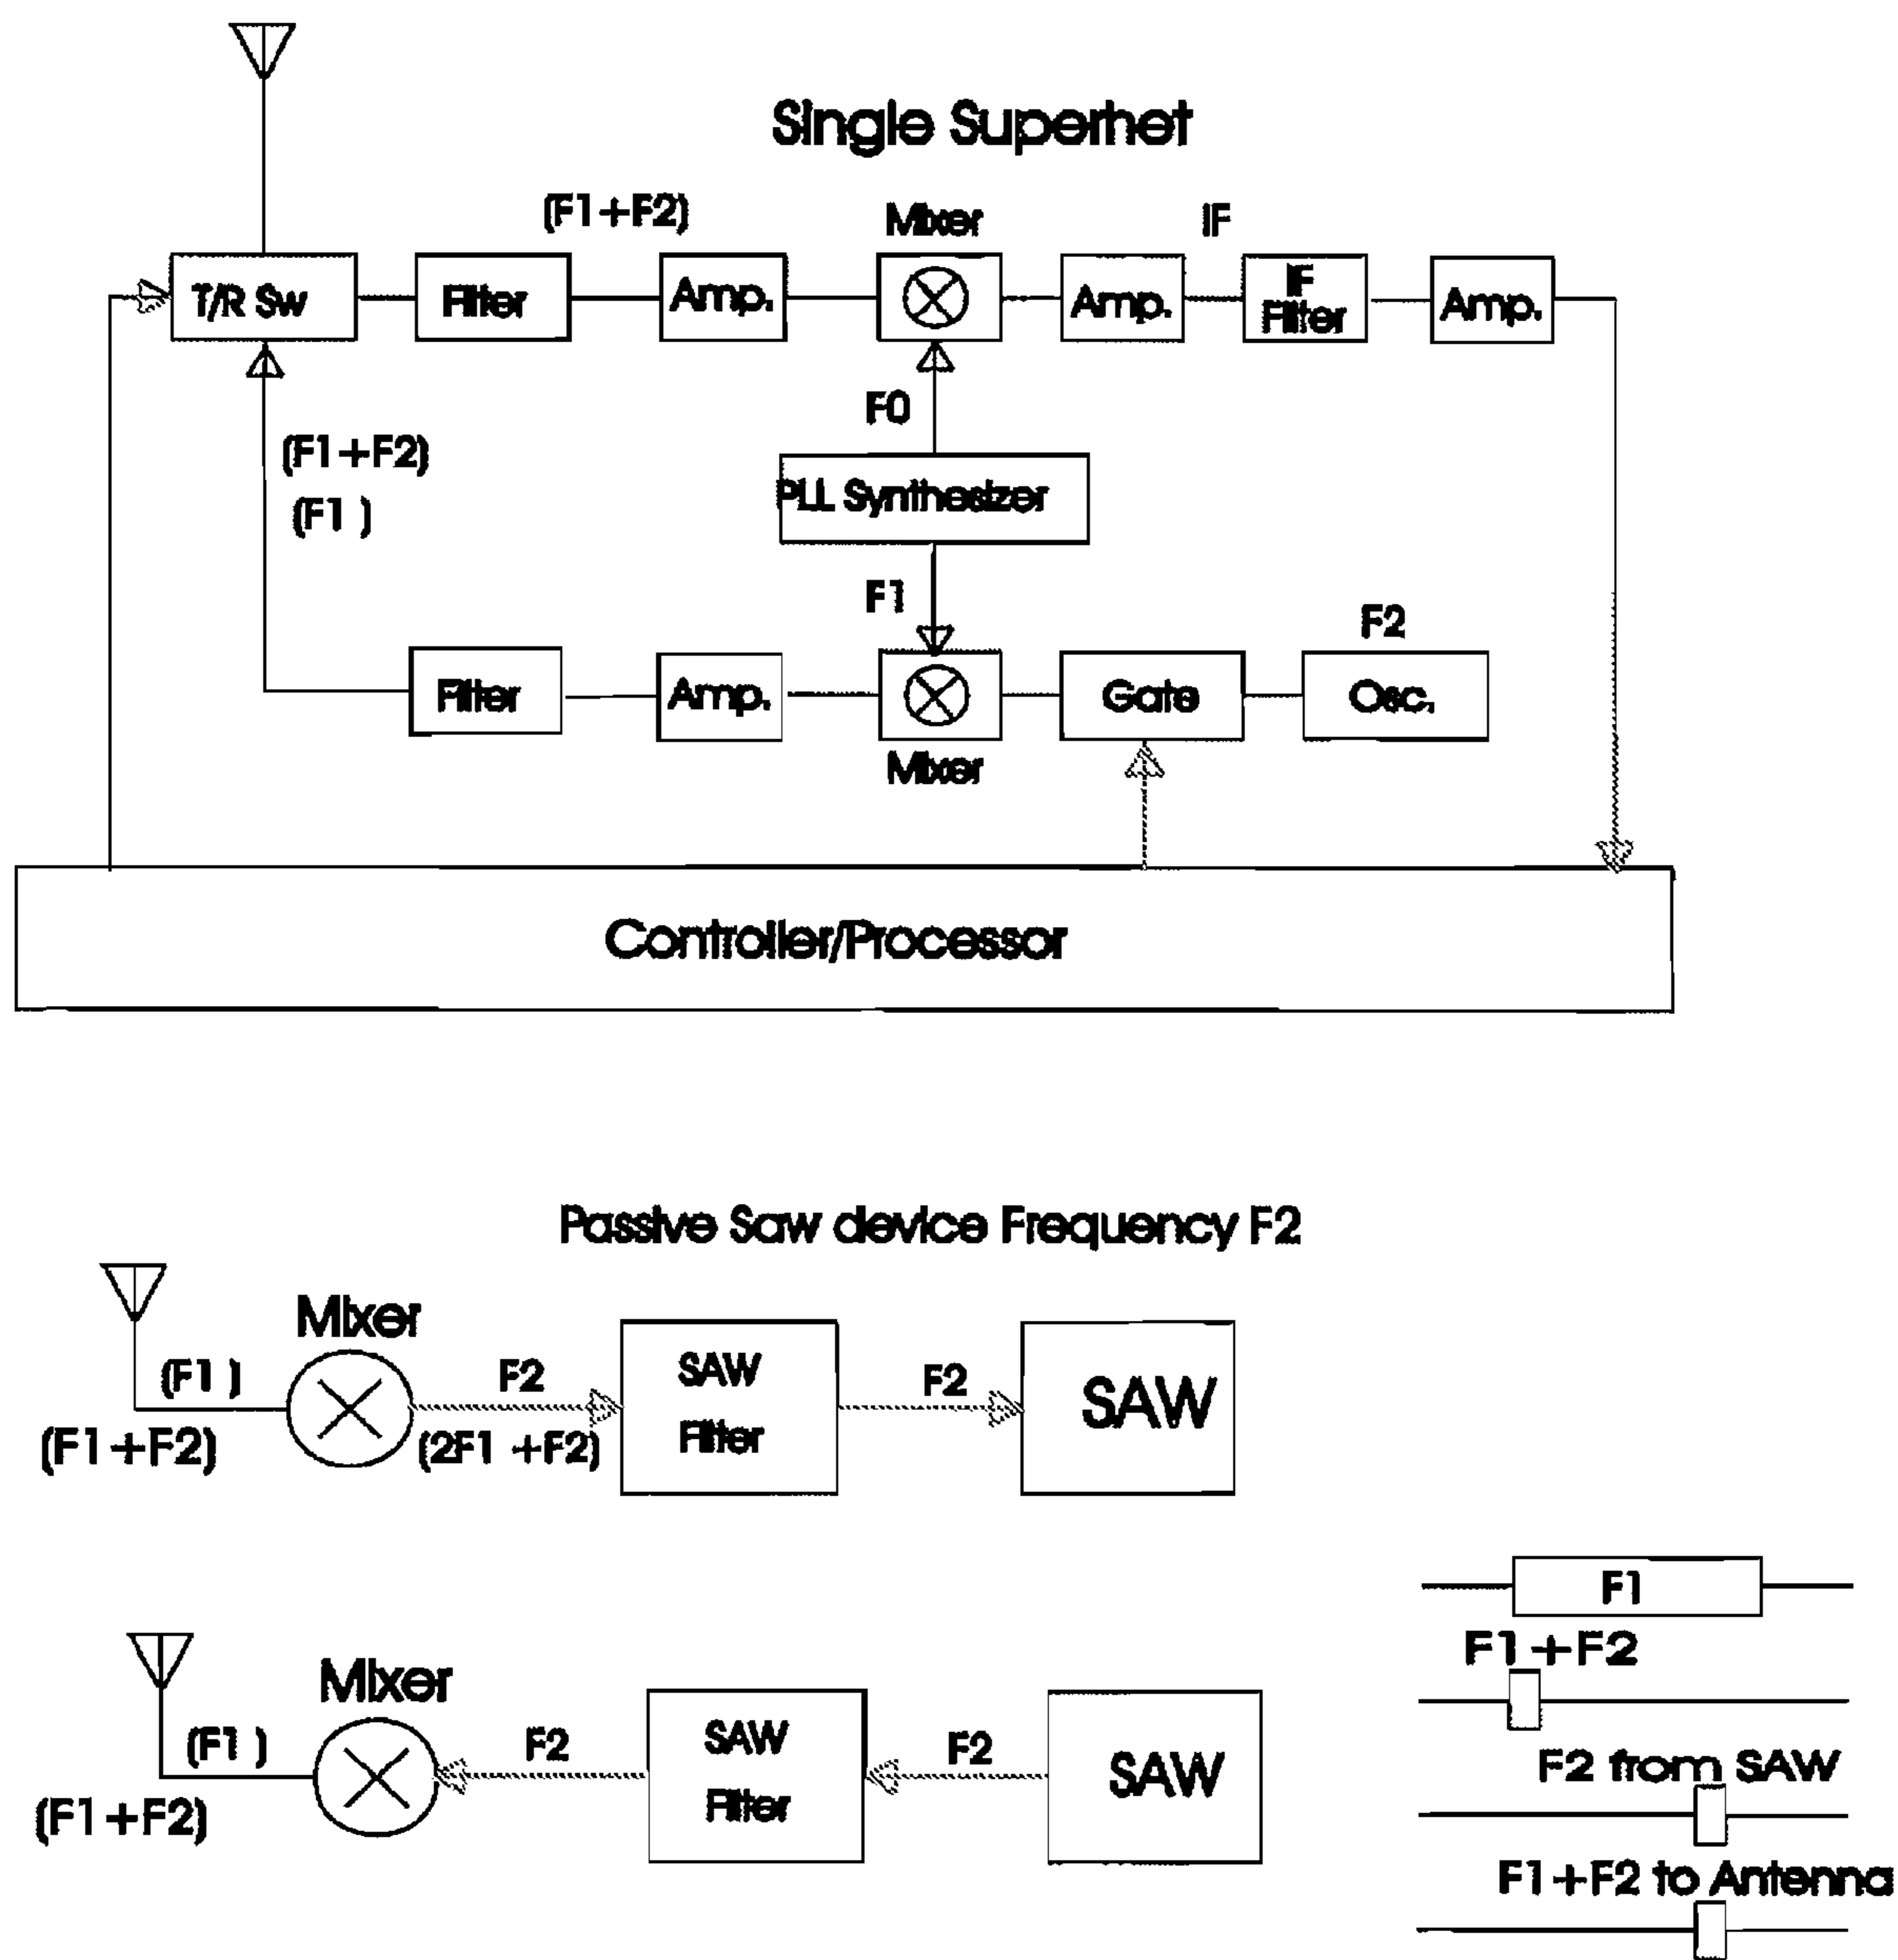 Single Superhet
(F1+F2)
Mixer
IF
T/R Sw
Filter
Amp.
Amp.
IF
Filter
Amp.
F0
(F1+F2)
(F1 )
PLL Synthesizer
F1
F2
Filter
Amp.
Gate
Osc.
Mixer
Controller/Processor
Passive Saw device Frequency F2
Mixer
(F1 )
F2
SAW
Filter
F2
SAW
(F1+F2)
(2F1 +F2)
F1
F1+F2
Mixer
(F1 )
F2
SAW
Filter
F2
SAW
(F1+F2)
F2 from SAW
F1+F2 to Antenna